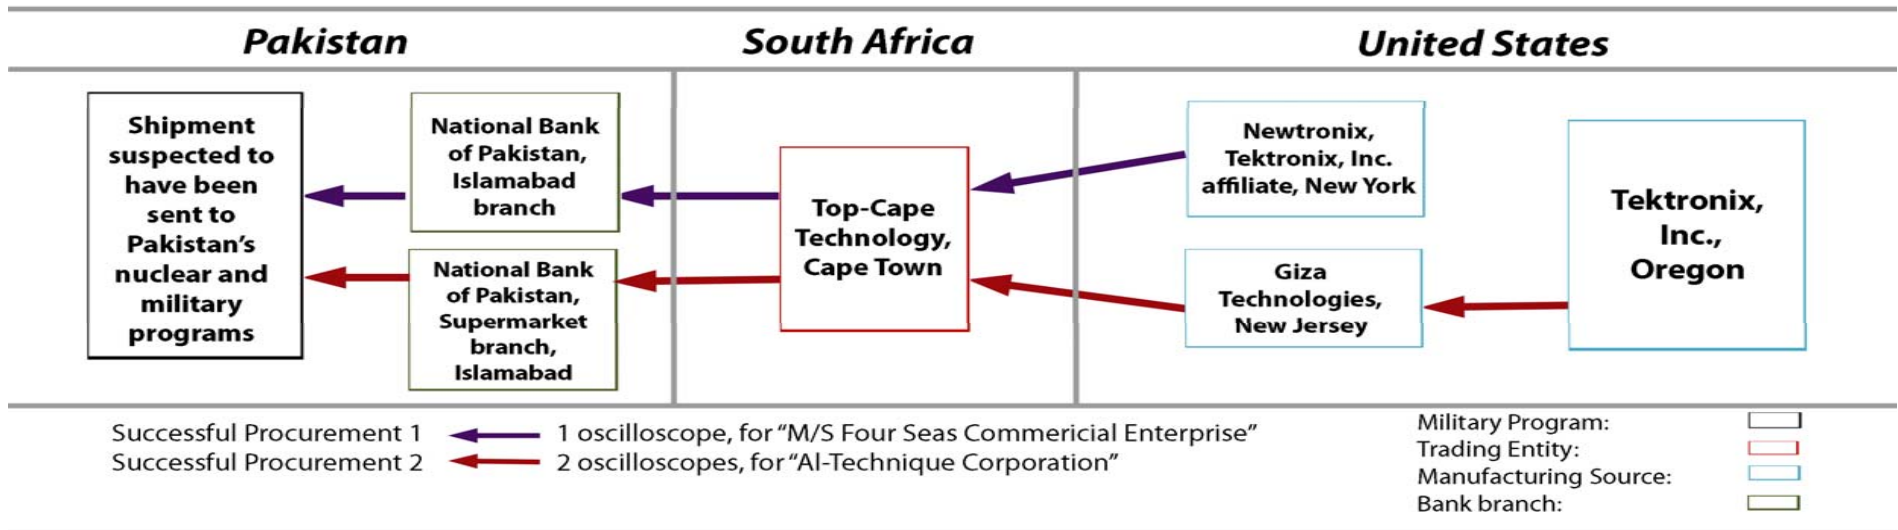 Pakistan
South Africa
United States
Shipment
suspected to
have been
sent to
Pakistan’s
nuclear and
military
programs
National Bank
of Pakistan,
Islamabad
branch
National Bank
of Pakistan,
Supermarket
branch,
Islamabad
Top-Cape
Technology,
Cape Town
Newtronix,
Tektronix, Inc.
affiliate, New York
Giza
Technologies,
New Jersey
Tektronix,
Inc.,
Oregon
Successful Procurement 1 1 oscilloscope, for “M/S Four Seas Commericial Enterprise”
Successful Procurement 2 2 oscilloscopes, for “Al-Technique Corporation”
Military Program:
Trading Entity:
Manufacturing Source:
Bank branch: